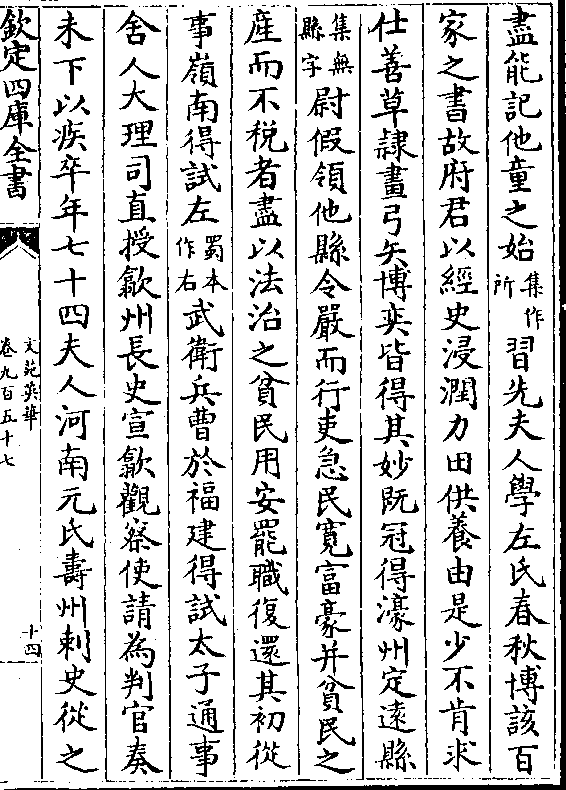 盡能記他童之始集作所習先夫人學左氏春秋博該百
家之書故府君以經史浸潤力田供養由是少不肯求
仕善草隸畫弓矢博奕皆得其妙既冠得濠州定遠縣
集無縣字尉假領他縣令嚴而行吏急民寛富豪并貧民之
産而不税者盡以法治之貧民用安罷職復還其初從
事嶺南得試左蜀本作右武衛兵曹於福建得試太子通事
舍人大理司直授歙州長史宣歙觀察使請為判官奏
未下以疾卒年七十四夫人河南元氏壽州刺史從之
欽定四庫全書
文苑英華
卷九百五十七
十四